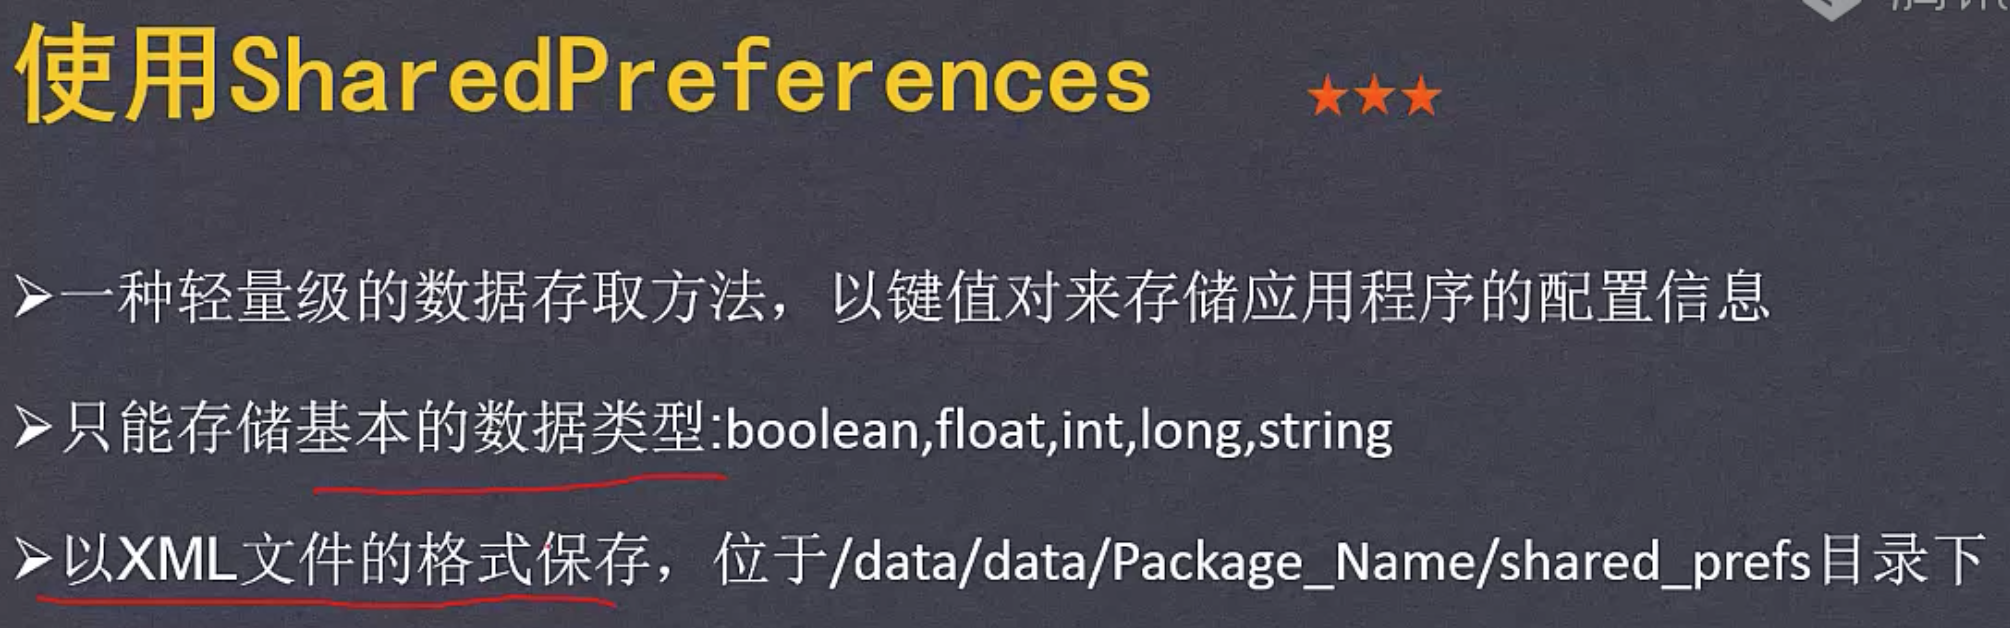 使用SharedPreferences ★★★
➢一种轻量级的数据存取方法，以键值对来存储应用程序的配置信息
➢只能存储基本的数据类型:boolean,float,int,long,string
➢以XML文件的格式保存，位于/data/data/Package_Name/shared_prefs目录下